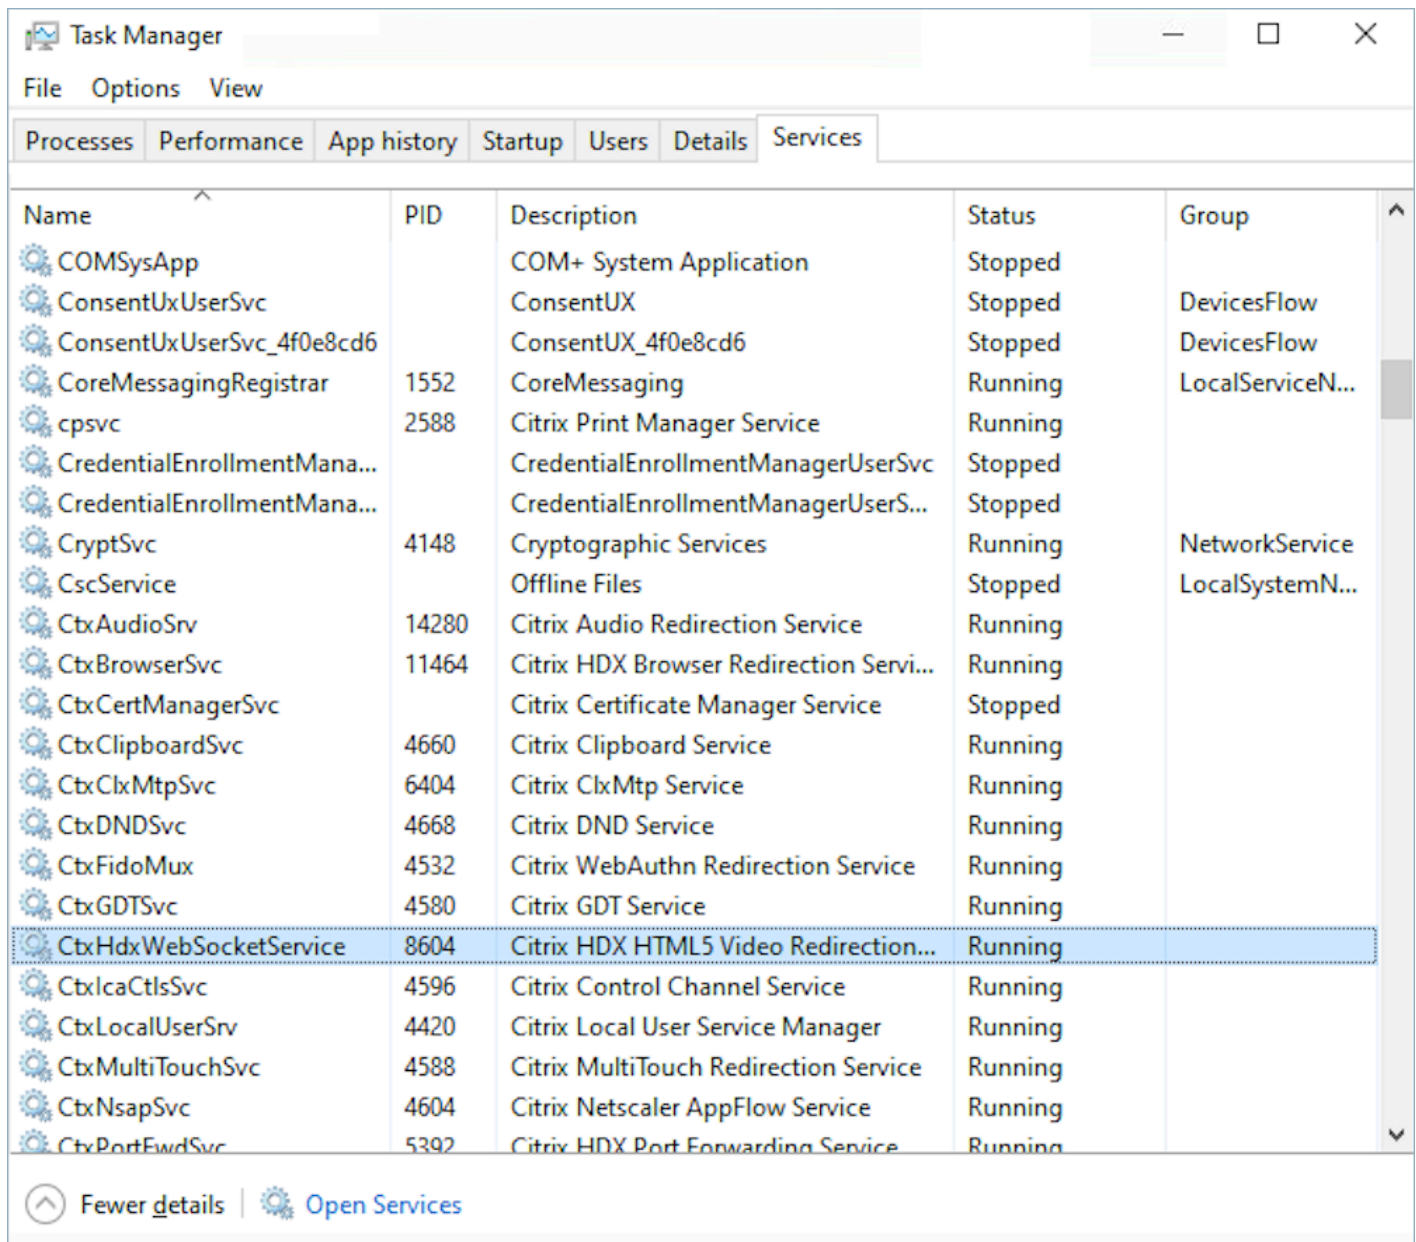 Task Manager
File Options View
Processes Performance App history Startup Users Details Services
Name PID Description Status Group
COMSysApp COM+ System Application Stopped
ConsentUxUserSvc ConsentUX Stopped DevicesFlow
ConsentUxUserSvc_4f0e8cd6 ConsentUX_4f0e8cd6 Stopped DevicesFlow
CoreMessagingRegistrar 1552 CoreMessaging Running LocalServiceN...
cpsvc 2588 Citrix Print Manager Service Running
CredentialEnrollmentMana... CredentialEnrollmentManagerUserSvc Stopped
CredentialEnrollmentMana... CredentialEnrollmentManagerUserS... Stopped
CryptSvc 4148 Cryptographic Services Running NetworkService
CscService Offline Files Stopped LocalSystemN...
CtxAudioSrv 14280 Citrix Audio Redirection Service Running
CtxBrowserSvc 11464 Citrix HDX Browser Redirection Servi... Running
CtxCertManagerSvc Citrix Certificate Manager Service Stopped
CtxClipboardSvc 4660 Citrix Clipboard Service Running
CtxClxMtpSvc 6404 Citrix ClxMtp Service Running
CtxDNDSvc 4668 Citrix DND Service Running
CtxFidoMux 4532 Citrix WebAuthn Redirection Service Running
CtxGDTSvc 4580 Citrix GDT Service Running
CtxHdxWebSocketService 8604 Citrix HDX HTML5 Video Redirection... Running
CtxIcaCtlsSvc 4596 Citrix Control Channel Service Running
CtxLocalUserSrv 4420 Citrix Local User Service Manager Running
CtxMultiTouchSvc 4588 Citrix MultiTouch Redirection Service Running
CtxNsapSvc 4604 Citrix Netscaler AppFlow Service Running
CtxPortFwdSvc 5392 Citrix HDX Port Forwarding Service Running
Fewer details Open Services